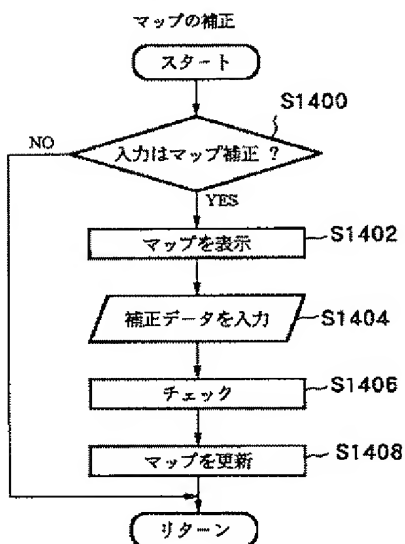 マップの補正
スタート
S1400
NO
入力はマップ補正 ?
YES
マップを表示
S1402
補正データを入力
S1404
チェック
S1406
マップを更新
S1408
リターン